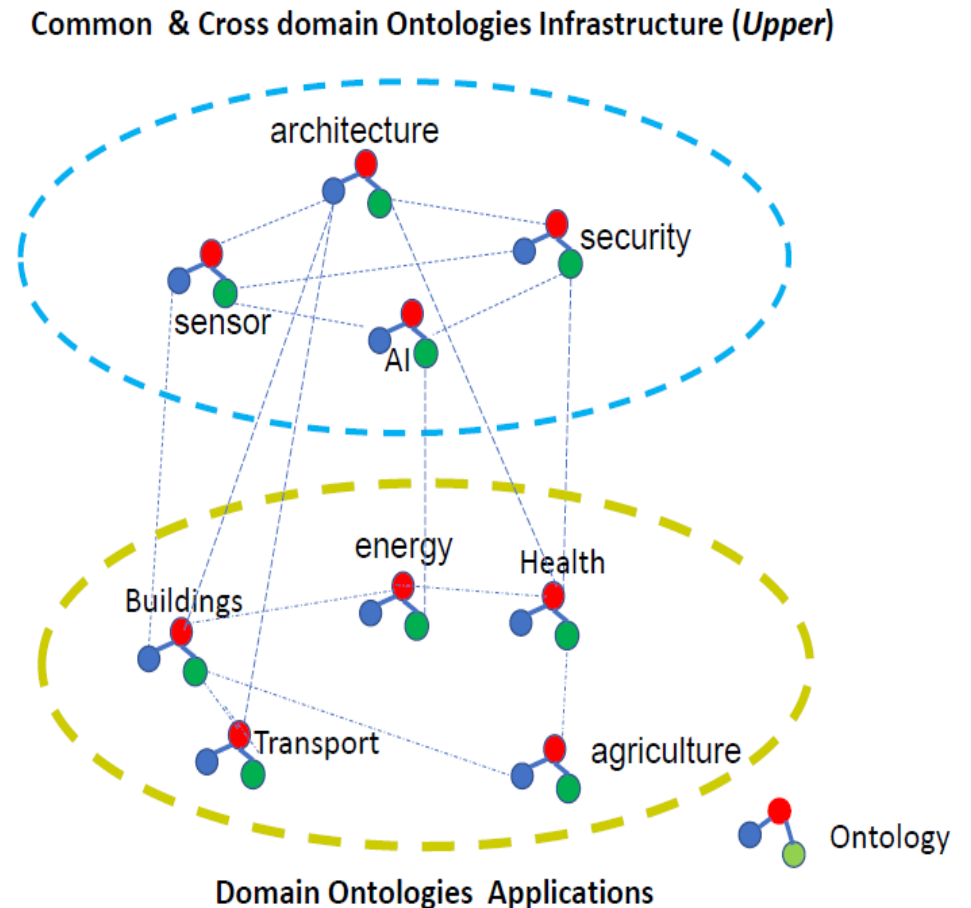 Common & Cross domain Ontologies Infrastructure (Upper)
architecture
security
sensor
AI
energy
Health
Buildings
Transport
agriculture
Ontology
Domain Ontologies Applications